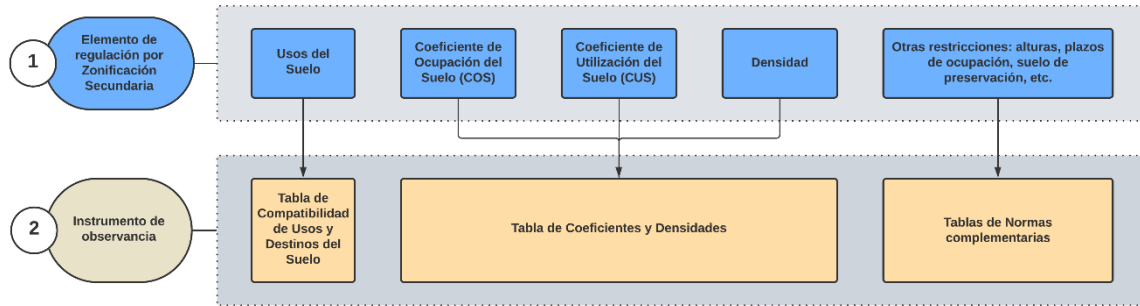 1
Elemento de
regulación por
Zonificación
Secundaria
Usos del
Suelo
Coeficiente de
Ocupación del
Suelo (COS)
Coeficiente de
Utilización del
Suelo (CUS)
Densidad
Otras restricciones: alturas, plazos
de ocupación, suelo de
preservación, etc.
2
Instrumento de
observancia
Tabla de
Compatibilidad
de Usos y
Destinos del
Suelo
Tabla de Coeficientes y Densidades
Tablas de Normas
complementarias